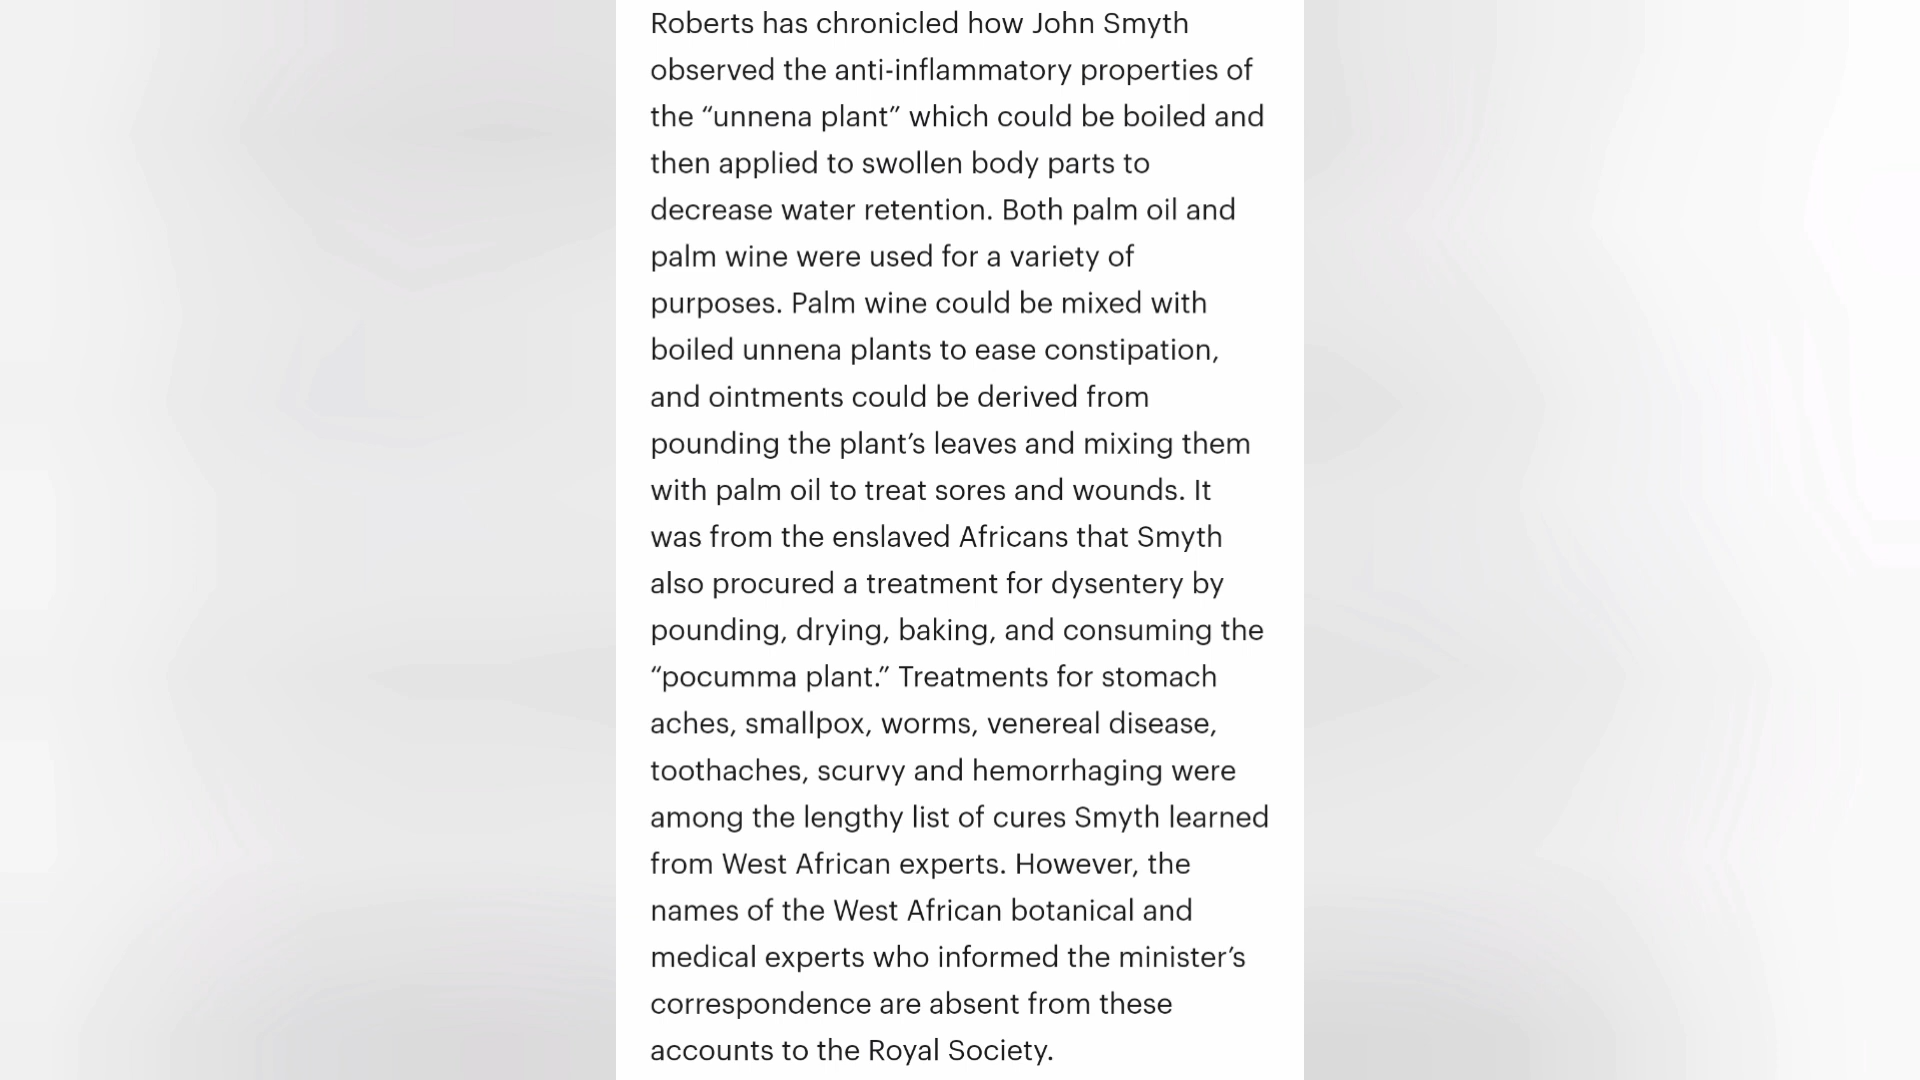 Roberts has chronicled how John Smyth
observed the anti-inflammatory properties of
the “unnena plant” which could be boiled and
then applied to swollen body parts to
decrease water retention. Both palm oil and
palm wine were used for a variety of
purposes. Palm wine could be mixed with
boiled unnena plants to ease constipation,
and ointments could be derived from
pounding the plant’s leaves and mixing them
with palm oil to treat sores and wounds. It
was from the enslaved Africans that Smyth
also procured a treatment for dysentery by
pounding, drying, baking, and consuming the
“pocumma plant.” Treatments for stomach
aches, smallpox, worms, venereal disease,
toothaches, scurvy and hemorrhaging were
among the lengthy list of cures Smyth learned
from West African experts. However, the
names of the West African botanical and
medical experts who informed the minister’s
correspondence are absent from these
accounts to the Royal Society.